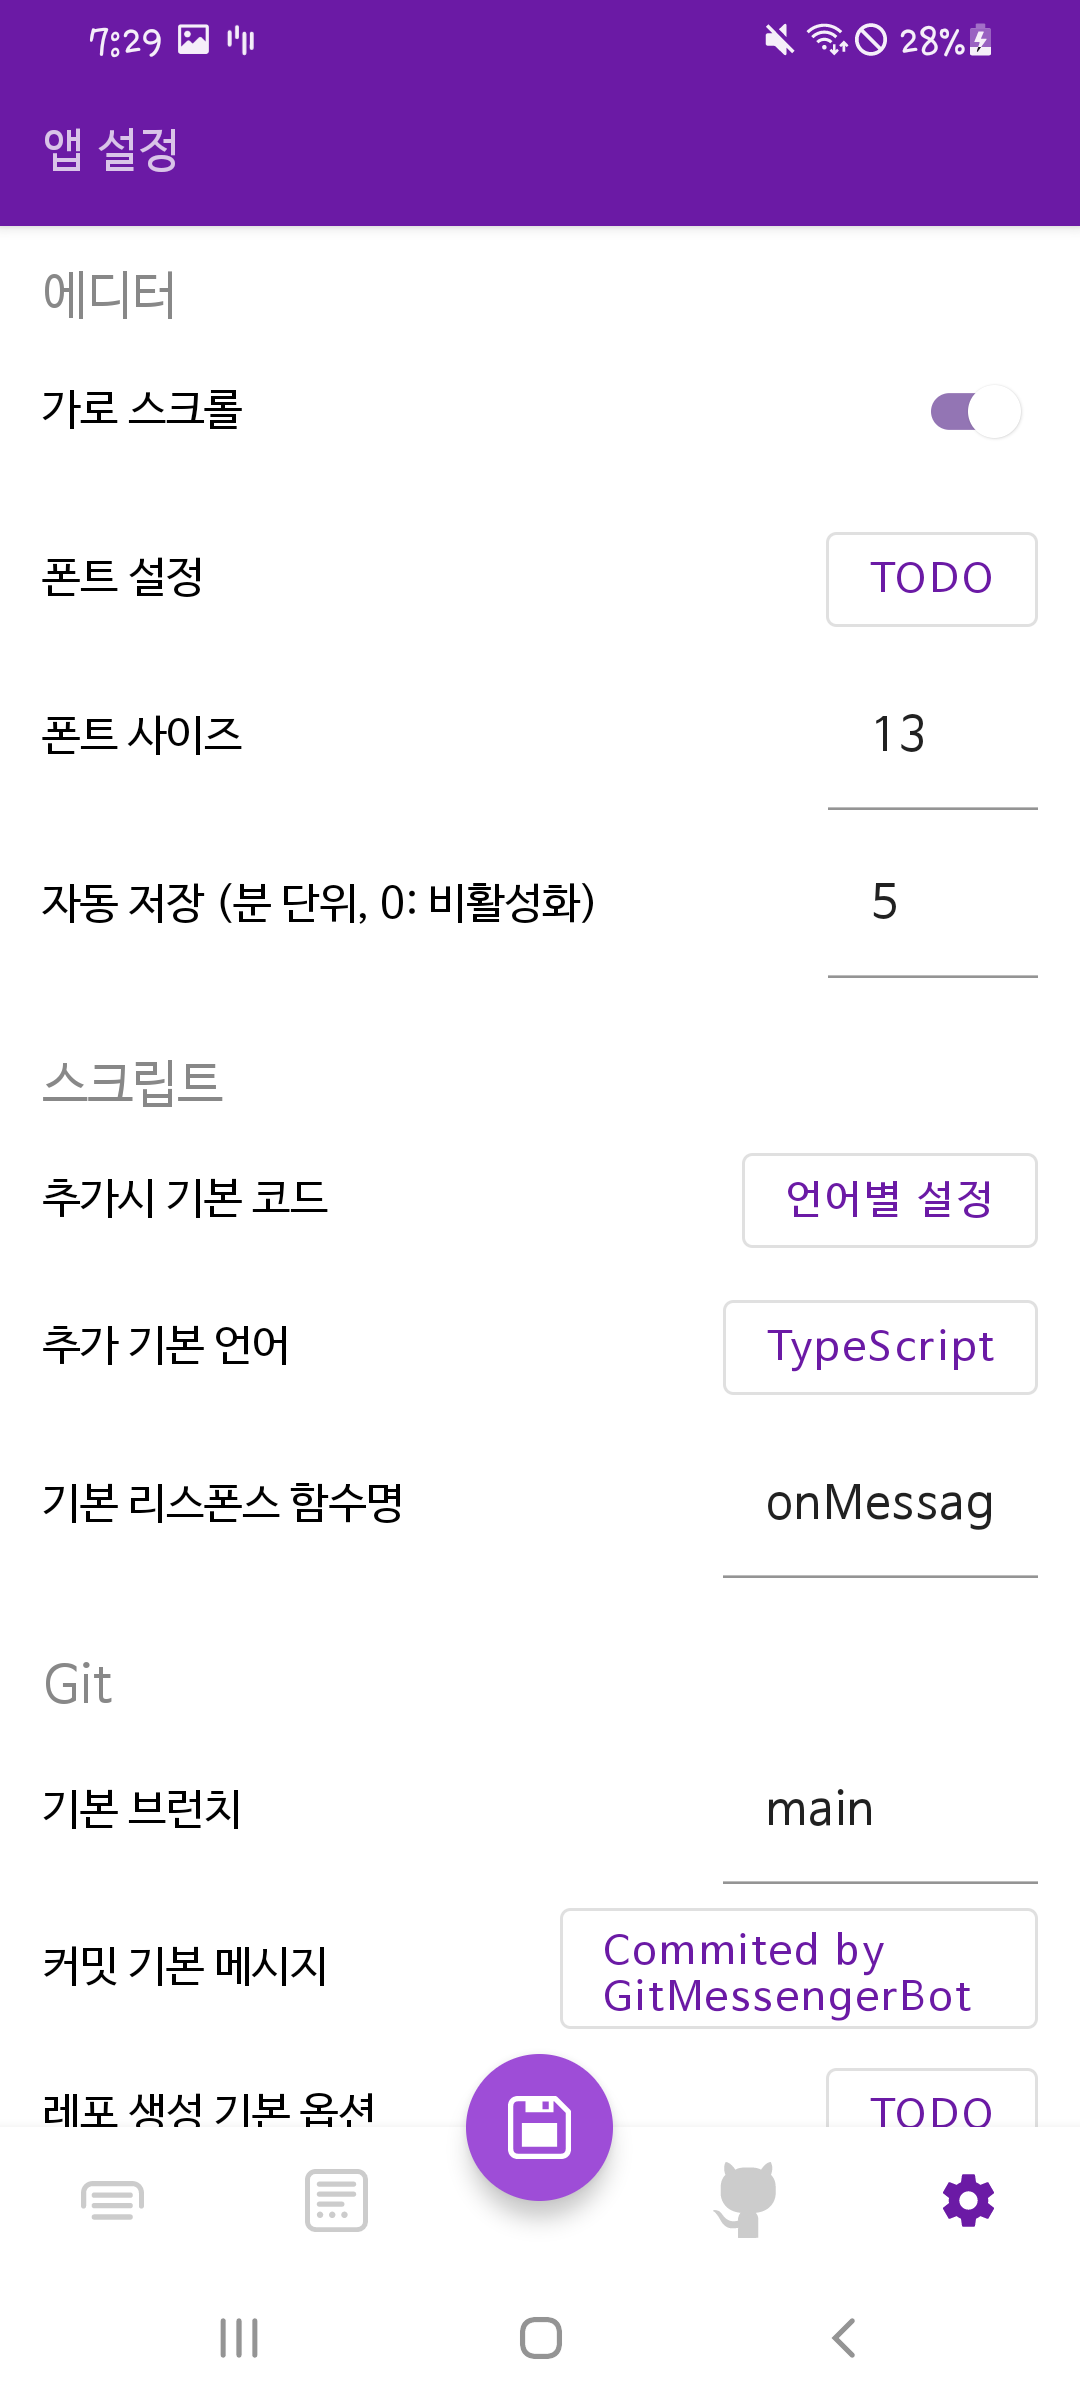 7:29 28%
앱 설정
에디터
가로 스크롤
폰트 설정 TODO
폰트 사이즈 13
자동 저장 (분 단위, 0: 비활성화) 5
스크립트
추가시 기본 코드 언어별 설정
추가 기본 언어 TypeScript
기본 리스폰스 함수명 onMessag
Git
기본 브런치 main
커밋 기본 메시지 Commited by
GitMessengerBot
레포 생성 기본 옵션 TODO